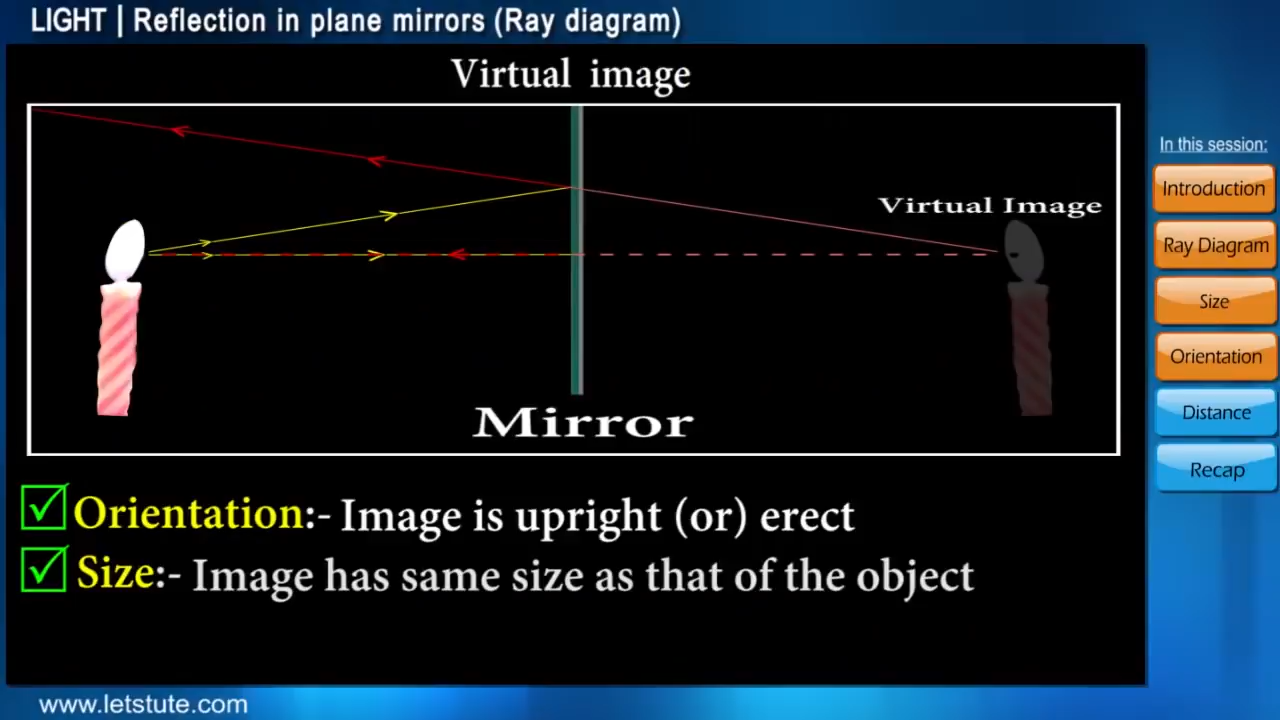 LIGHT | Reflection in plane mirrors (Ray diagram)
Virtual image
Virtual Image
Mirror
Orientation:- Image is upright (or) erect
Size:- Image has same size as that of the object
In this session:
Introduction
Ray Diagram
Size
Orientation
Distance
Recap
www.letstute.com